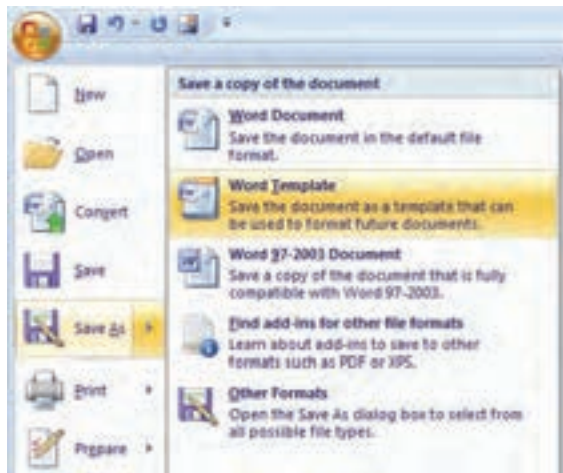 New
Open
Convert
Save
Save As
Print
Prepare
Save a copy of the document
Word Document
Save the document in the default file
format.
Word Template
Save the document as a template that can
be used to format future documents.
Word 97-2003 Document
Save a copy of the document that is fully
compatible with Word 97-2003.
Find add-ins for other file formats
Learn about add-ins to save to other
formats such as PDF or XPS.
Other Formats
Open the Save As dialog box to select from
all possible file types.